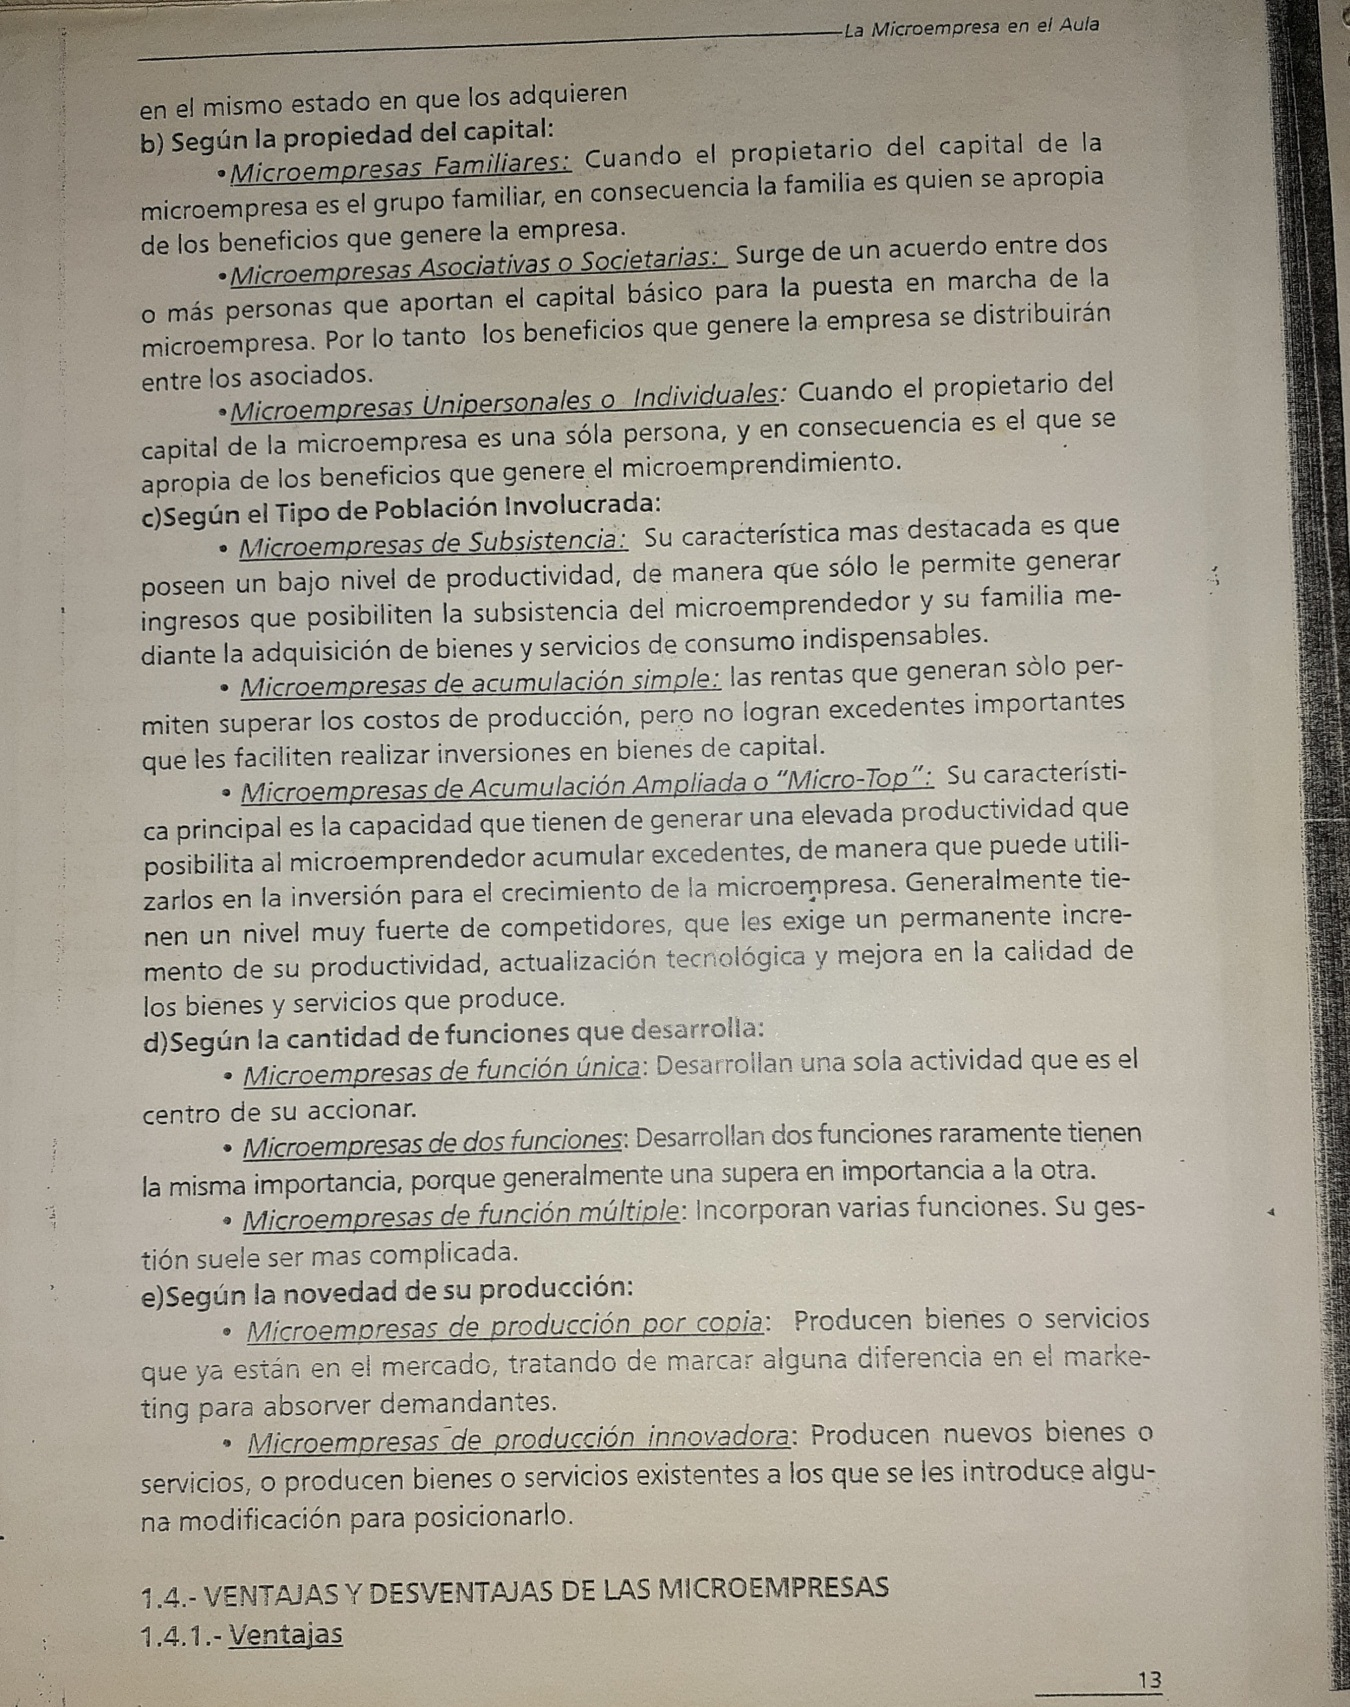 La Microempresa en el Aula
en el mismo estado en que los adquieren
b) Según la propiedad del capital:
•Microempresas Familiares: Cuando el propietario del capital de la
microempresa es el grupo familiar, en consecuencia la familia es quien se apropia
de los beneficios que genere la empresa.
•Microempresas Asociativas o Societarias: Surge de un acuerdo entre dos
o más personas que aportan el capital básico para la puesta en marcha de la
microempresa. Por lo tanto los beneficios que genere la empresa se distribuirán
entre los asociados.
•Microempresas Unipersonales o Individuales: Cuando el propietario del
capital de la microempresa es una sóla persona, y en consecuencia es el que se
apropia de los beneficios que genere el microemprendimiento.
c)Según el Tipo de Población Involucrada:
• Microempresas de Subsistencia: Su característica mas destacada es que
poseen un bajo nivel de productividad, de manera que sólo le permite generar
ingresos que posibiliten la subsistencia del microemprendedor y su familia me-
diante la adquisición de bienes y servicios de consumo indispensables.
• Microempresas de acumulación simple: las rentas que generan sòlo per-
miten superar los costos de producción, pero no logran excedentes importantes
que les faciliten realizar inversiones en bienes de capital.
• Microempresas de Acumulación Ampliada o "Micro-Top": Su característi-
ca principal es la capacidad que tienen de generar una elevada productividad que
posibilita al microemprendedor acumular excedentes, de manera que puede utili-
zarlos en la inversión para el crecimiento de la microempresa. Generalmente tie-
nen un nivel muy fuerte de competidores, que les exige un permanente incre-
mento de su productividad, actualización tecnológica y mejora en la calidad de
los bienes y servicios que produce.
d)Según la cantidad de funciones que desarrolla:
• Microempresas de función única: Desarrollan una sola actividad que es el
centro de su accionar.
• Microempresas de dos funciones: Desarrollan dos funciones raramente tienen
la misma importancia, porque generalmente una supera en importancia a la otra.
• Microempresas de función múltiple: Incorporan varias funciones. Su ges-
tión suele ser mas complicada.
e)Según la novedad de su producción:
• Microempresas de producción por copia: Producen bienes o servicios
que ya están en el mercado, tratando de marcar alguna diferencia en el marke-
ting para absorver demandantes.
• Microempresas de producción innovadora: Producen nuevos bienes o
servicios, o producen bienes o servicios existentes a los que se les introduce algu-
na modificación para posicionarlo.
1.4.- VENTAJAS Y DESVENTAJAS DE LAS MICROEMPRESAS
1.4.1.- Ventajas
13